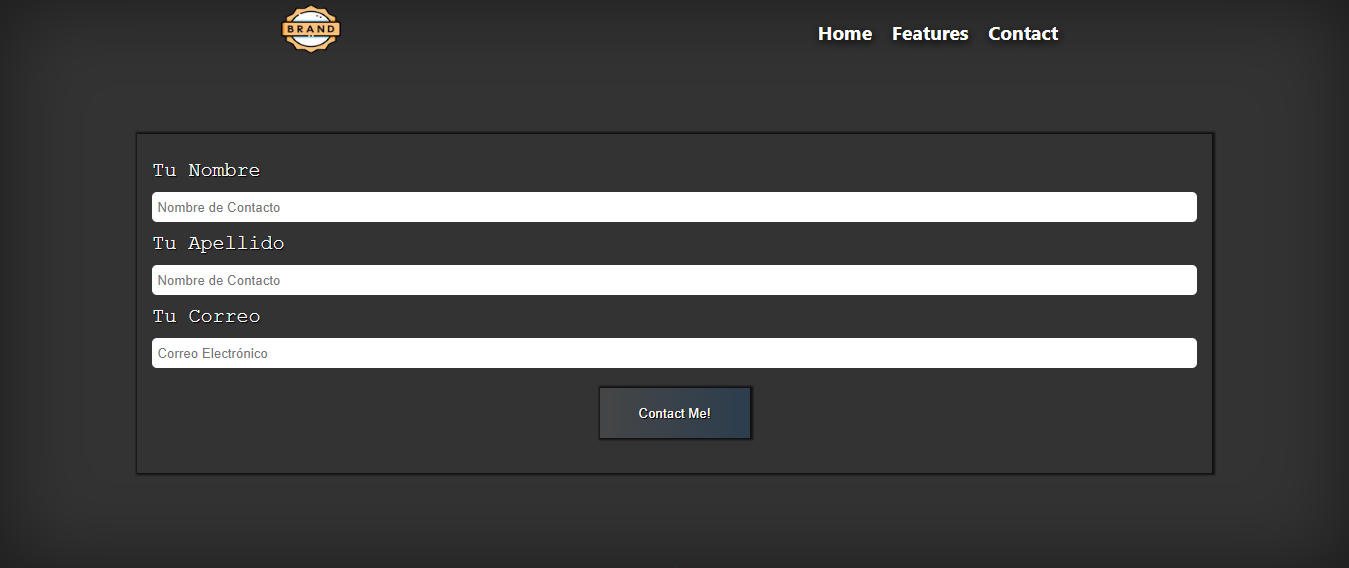 BRAND
Home Features Contact
Tu Nombre
Nombre de Contacto
Tu Apellido
Nombre de Contacto
Tu Correo
Correo Electrónico
Contact Me!